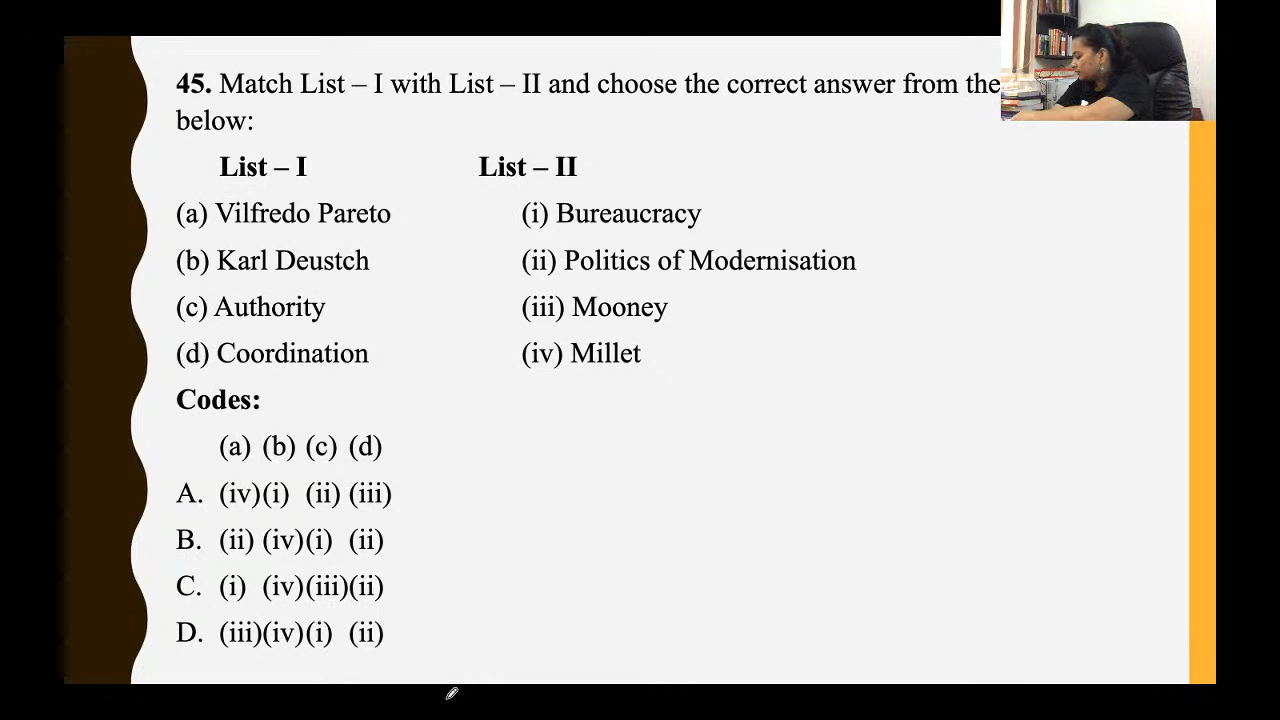 45. Match List – I with List – II and choose the correct answer from the
below:
List – I List – II
(a) Vilfredo Pareto (i) Bureaucracy
(b) Karl Deustch (ii) Politics of Modernisation
(c) Authority (iii) Mooney
(d) Coordination (iv) Millet
Codes:
(a) (b) (c) (d)
A. (iv)(i) (ii) (iii)
B. (ii) (iv)(i) (ii)
C. (i) (iv)(iii)(ii)
D. (iii)(iv)(i) (ii)